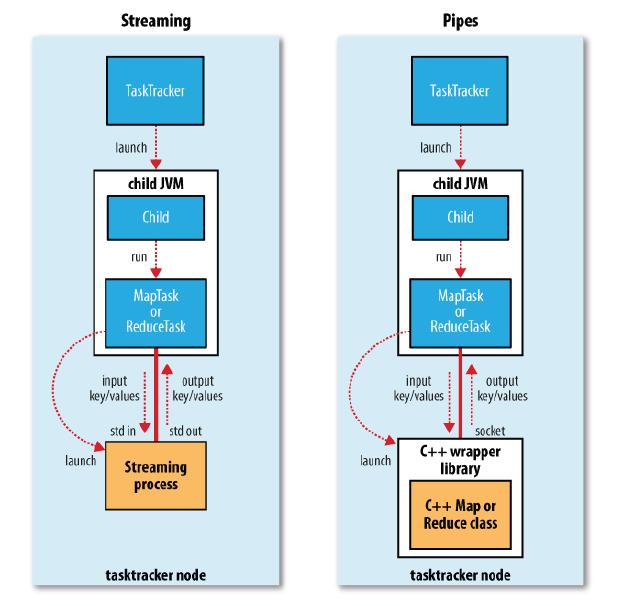 Streaming
TaskTracker
launch
child JVM
Child
run
MapTask
or
ReduceTask
input
key/values
output
key/values
std in
std out
launch
Streaming
process
tasktracker node
Pipes
TaskTracker
launch
child JVM
Child
run
MapTask
or
ReduceTask
input
key/values
output
key/values
socket
launch
C++ wrapper
library
C++ Map or
Reduce class
tasktracker node